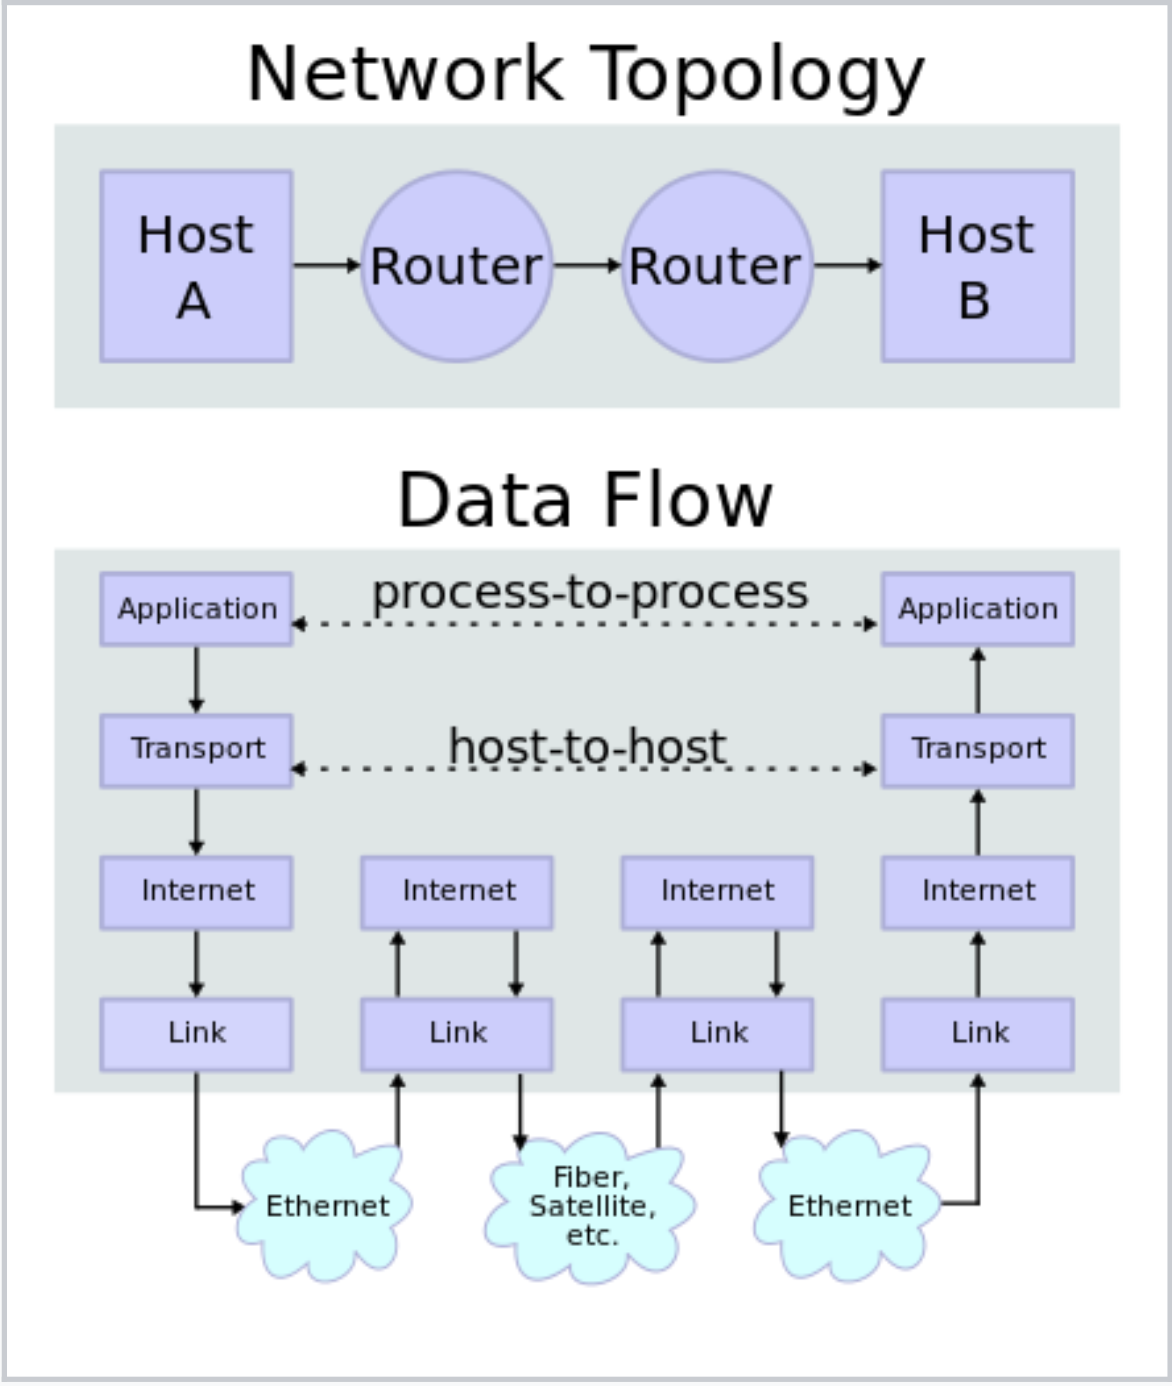 Network Topology
Host
A
Router
Router
Host
B
Data Flow
Application
process-to-process
Application
Transport
host-to-host
Transport
Internet
Internet
Internet
Internet
Link
Link
Link
Link
Ethernet
Fiber,
Satellite,
etc.
Ethernet